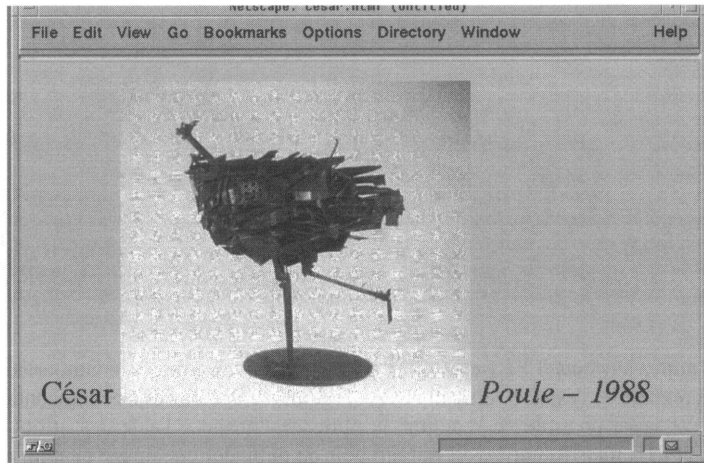 Netscape: cesar.html (Untitled)
File Edit View Go Bookmarks Options Directory Window Help
César Poule – 1988